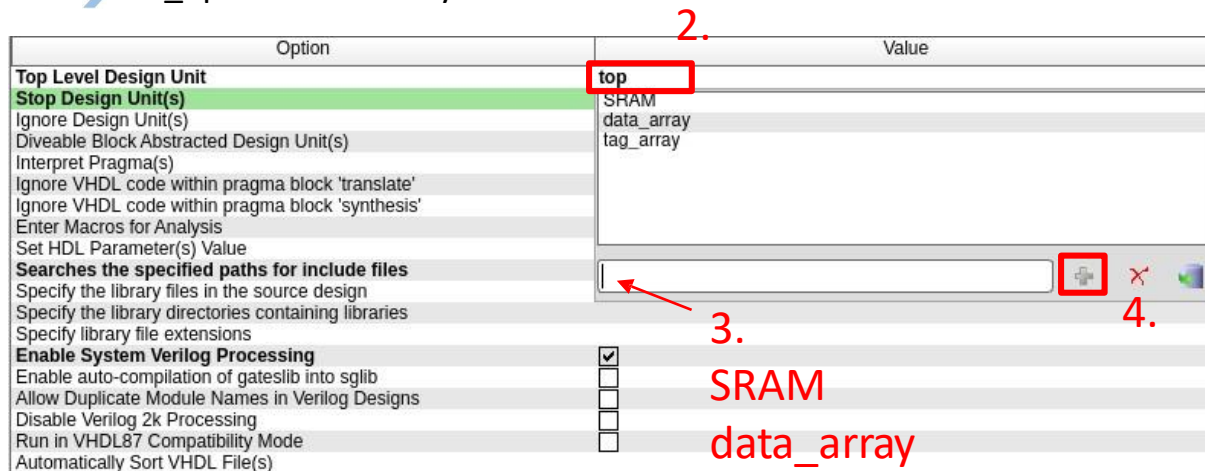 2.
Option Value
Top Level Design Unit top
Stop Design Unit(s) SRAM
Ignore Design Unit(s) data_array
Diveable Block Abstracted Design Unit(s) tag_array
Interpret Pragma(s)
Ignore VHDL code within pragma block 'translate'
Ignore VHDL code within pragma block 'synthesis'
Enter Macros for Analysis
Set HDL Parameter(s) Value
Searches the specified paths for include files
Specify the library files in the source design
Specify the library directories containing libraries
4.
Specify library file extensions
3.
Enable System Verilog Processing
Enable auto-compilation of gateslib into sglib
Allow Duplicate Module Names in Verilog Designs
SRAM
Disable Verilog 2k Processing
Run in VHDL87 Compatibility Mode
data_array
Automatically Sort VHDL File(s)